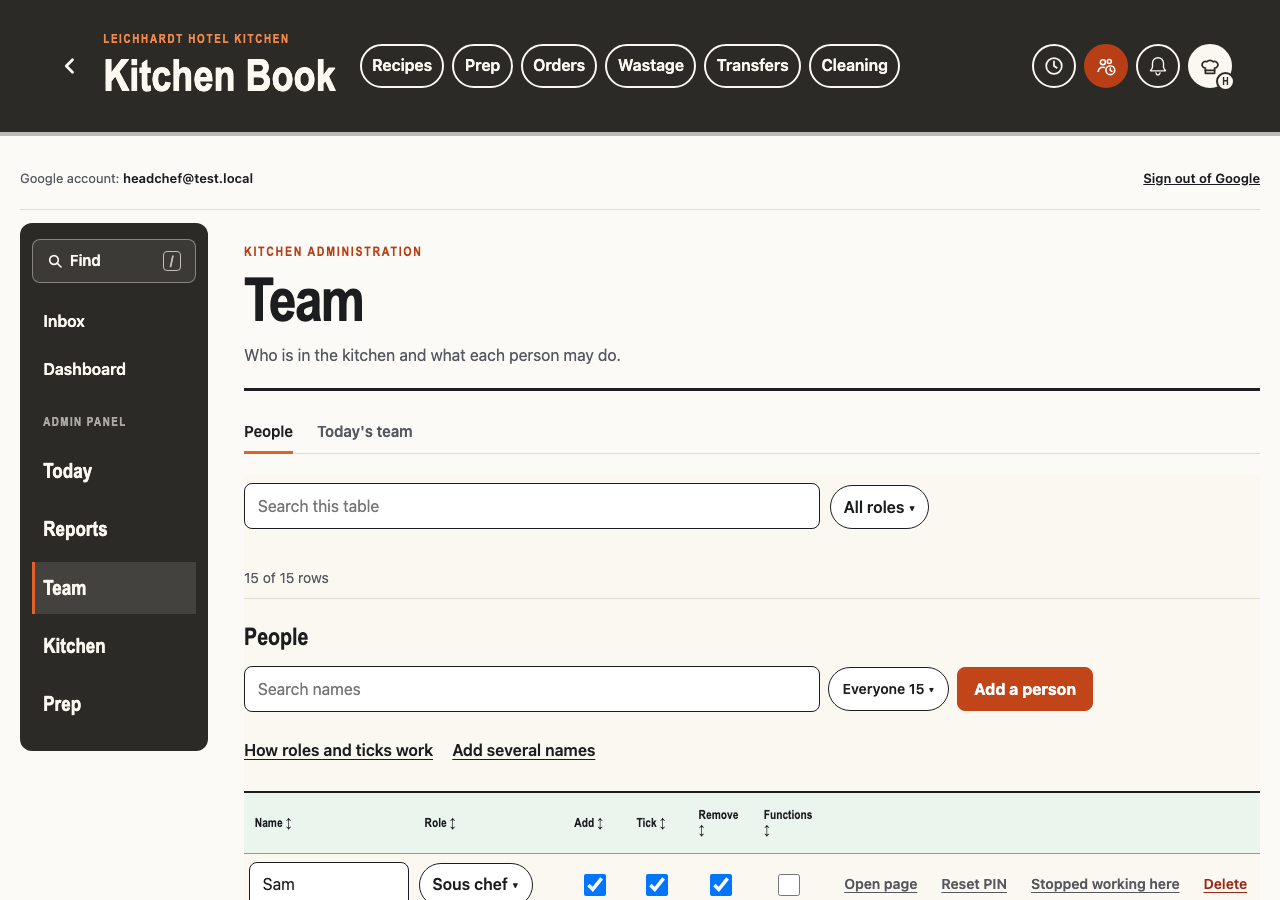 LEICHHARDT HOTEL KITCHEN
Kitchen Book
Recipes Prep Orders Wastage Transfers Cleaning
H
Google account: headchef@test.local
Sign out of Google
Find /
Inbox
Dashboard
ADMIN PANEL
Today
Reports
Team
Kitchen
Prep
KITCHEN ADMINISTRATION
Team
Who is in the kitchen and what each person may do.
People Today's team
Search this table
All roles ▾
15 of 15 rows
People
Search names
Everyone 15 ▾
Add a person
How roles and ticks work Add several names
Name ↕ Role ↕ Add ↕ Tick ↕ Remove ↕ Functions ↕
Sam Sous chef ▾ Open page Reset PIN Stopped working here Delete